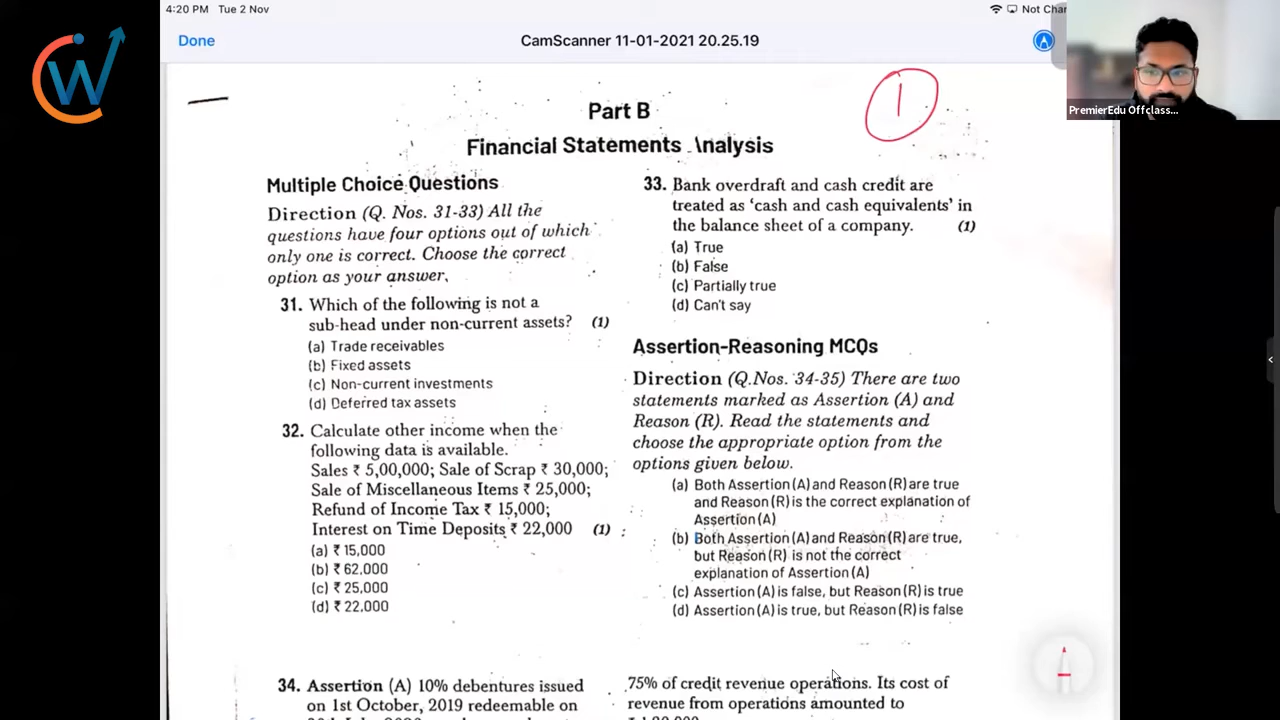 4:20 PM Tue 2 Nov
Not Char
Done
CamScanner 11-01-2021 20.25.19
W
PremierEdu Offclass...
1
Part B
Financial Statements Analysis
Multiple Choice Questions
Direction (Q. Nos. 31-33) All the
questions have four options out of which
only one is correct. Choose the correct
option as your answer.
31. Which of the following is not a
sub-head under non-current assets? (1)
(a) Trade receivables
(b) Fixed assets
(c) Non-current investments
(d) Deferred tax assets
32. Calculate other income when the
following data is available.
Sales ₹ 5,00,000; Sale of Scrap ₹ 30,000;
Sale of Miscellaneous Items ₹ 25,000;
Refund of Income Tax ₹ 15,000;
Interest on Time Deposits ₹ 22,000 (1)
(a) ₹ 15,000
(b) ₹ 62,000
(c) ₹ 25,000
(d) ₹ 22,000
33. Bank overdraft and cash credit are
treated as 'cash and cash equivalents' in
the balance sheet of a company. (1)
(a) True
(b) False
(c) Partially true
(d) Can't say
Assertion-Reasoning MCQs
Direction (Q.Nos. 34-35) There are two
statements marked as Assertion (A) and
Reason (R). Read the statements and
choose the appropriate option from the
options given below.
(a) Both Assertion (A) and Reason (R) are true
and Reason (R) is the correct explanation of
Assertion (A)
(b) Both Assertion (A) and Reason (R) are true,
but Reason (R) is not the correct
explanation of Assertion (A)
(c) Assertion (A) is false, but Reason (R) is true
(d) Assertion (A) is true, but Reason (R) is false
34. Assertion (A) 10% debentures issued
on 1st October, 2019 redeemable on
75% of credit revenue operations. Its cost of
revenue from operations amounted to